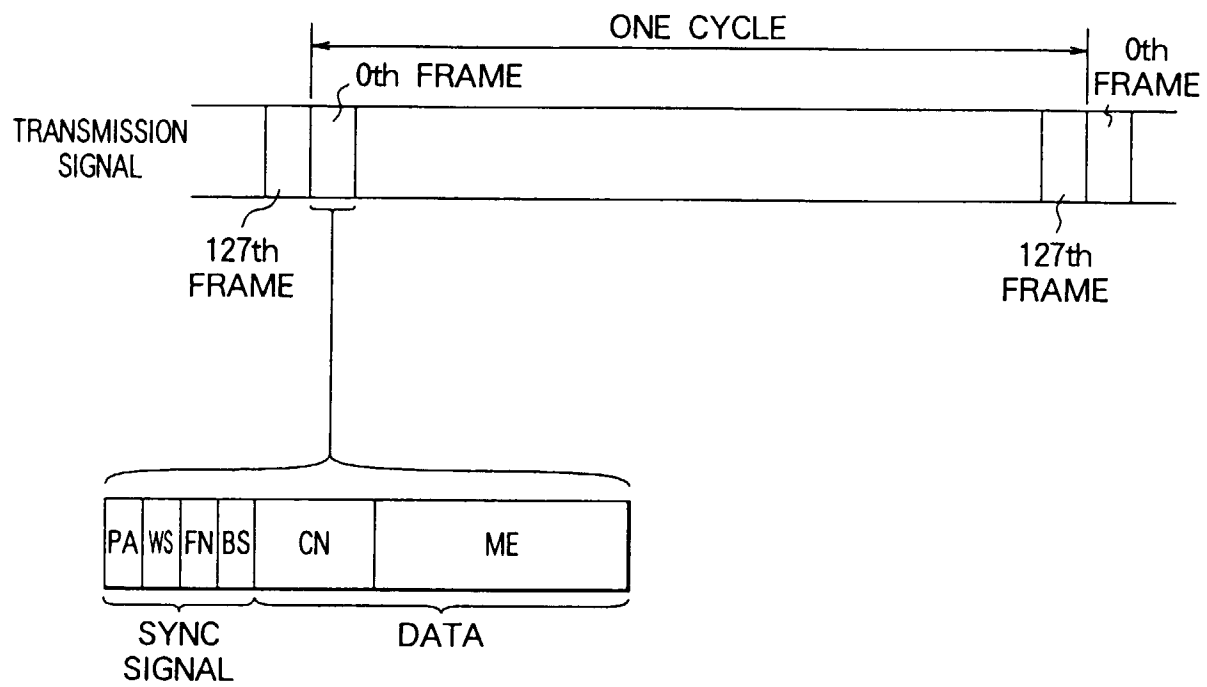 ONE CYCLE
0th FRAME
0th
FRAME
TRANSMISSION
SIGNAL
127th
FRAME
127th
FRAME
PA WS FN BS CN ME
SYNC
SIGNAL
DATA